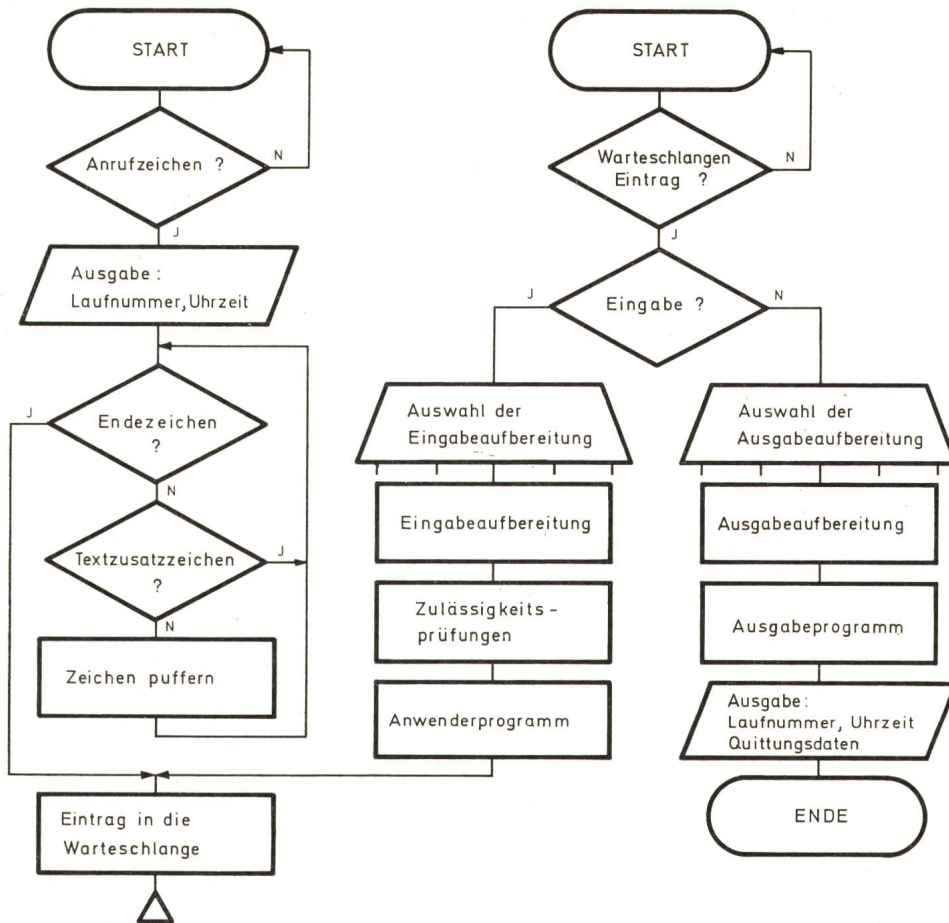 START
Anrufzeichen ?
N
J
Ausgabe :
Laufnummer, Uhrzeit
J
Endezeichen
?
N
Textzusatzzeichen
?
J
N
Zeichen puffern
Eintrag in die
Warteschlange
START
Warteschlangen
Eintrag ?
N
J
Eingabe ?
J
N
Auswahl der
Eingabeaufbereitung
Eingabeaufbereitung
Zulässigkeits -
prüfungen
Anwenderprogramm
Auswahl der
Ausgabeaufbereitung
Ausgabeaufbereitung
Ausgabeprogramm
Ausgabe :
Laufnummer, Uhrzeit
Quittungsdaten
ENDE